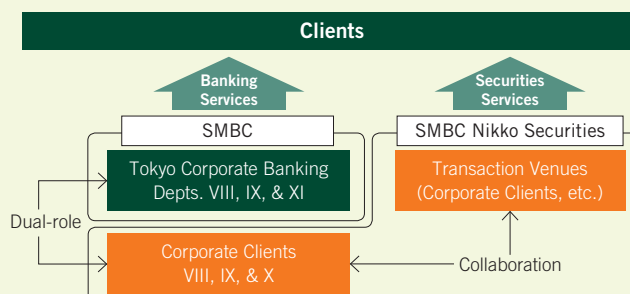 Clients
Banking
Services
Securities
Services
SMBC
SMBC Nikko Securities
Tokyo Corporate Banking
Depts. VIII, IX, & XI
Transaction Venues
(Corporate Clients, etc.)
Dual-role
Corporate Clients
VIII, IX, & X
Collaboration